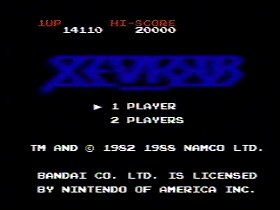 1UP HI-SCORE
14110 20000
XEVIOUS
▶ 1 PLAYER
2 PLAYERS
TM AND © 1982 1988 NAMCO LTD.
BANDAI CO. LTD. IS LICENSED
BY NINTENDO OF AMERICA INC.